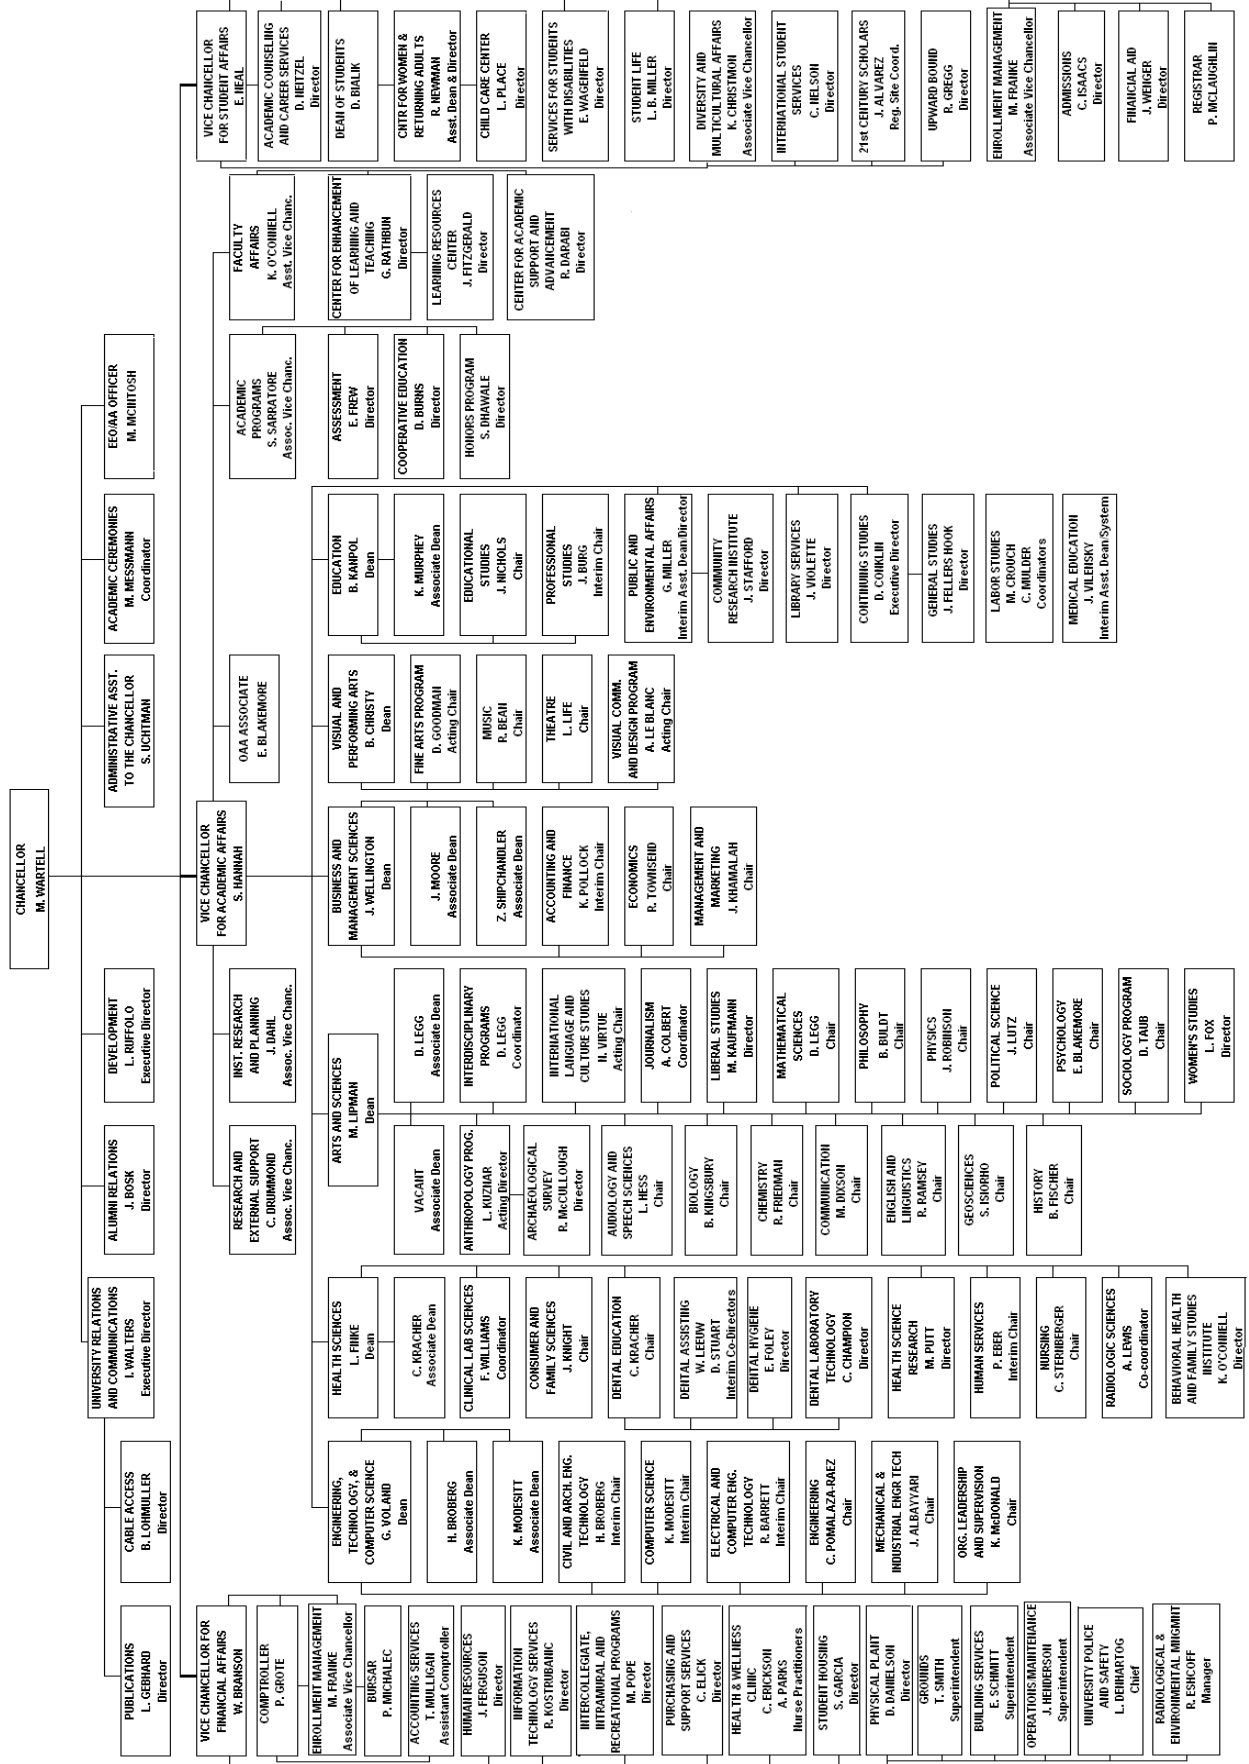 CHANCELLOR
M. WARTELL
UNIVERSITY RELATIONS
AND COMMUNICATIONS
I. WALTERS
Executive Director
ALUMNI RELATIONS
J. BOSK
Director
DEVELOPMENT
L. RUFFOLO
Executive Director
ADMINISTRATIVE ASST.
TO THE CHANCELLOR
S. UCHTMAN
ACADEMIC CEREMONIES
M. MESSMANN
Coordinator
EEO/AA OFFICER
M. MCINTOSH
PUBLICATIONS
L. GEBHARD
Director
CABLE ACCESS
B. LOHMULLER
Director
VICE CHANCELLOR FOR
FINANCIAL AFFAIRS
W. BRANSON
COMPTROLLER
P. GROTE
ENROLLMENT MANAGEMENT
M. FRANKE
Associate Vice Chancellor
BURSAR
P. MICHALEC
ACCOUNTING SERVICES
T. MULLIGAN
Assistant Comptroller
HUMAN RESOURCES
J. FERGUSON
Director
INFORMATION
TECHNOLOGY SERVICES
R. KOSTRUBANIC
Director
INTERCOLLEGIATE,
INTRAMURAL AND
RECREATIONAL PROGRAMS
M. POPE
Director
PURCHASING AND
SUPPORT SERVICES
C. ELICK
Director
HEALTH & WELLNESS
CLINIC
C. ERICKSON
A. PARKS
Nurse Practitioners
STUDENT HOUSING
S. GARCIA
Director
PHYSICAL PLANT
D. DANIELSON
Director
GROUNDS
T. SMITH
Superintendent
BUILDING SERVICES
E. SCHMITT
Superintendent
OPERATIONS MAINTENANCE
J. HENDERSON
Superintendent
UNIVERSITY POLICE
AND SAFETY
L. DENHARTOG
Chief
RADIOLOGICAL &
ENVIRONMENTAL MNGMNT
R. ESHCOFF
Manager
VICE CHANCELLOR
FOR ACADEMIC AFFAIRS
S. HANNAH
RESEARCH AND
EXTERNAL SUPPORT
C. DRUMMOND
Assoc. Vice Chanc.
INST. RESEARCH
AND PLANNING
J. DAHL
Assoc. Vice Chanc.
OAA ASSOCIATE
E. BLAKEMORE
ACADEMIC
PROGRAMS
S. SARRATORE
Assoc. Vice Chanc.
ASSESSMENT
E. FREW
Director
COOPERATIVE EDUCATION
D. BURNS
Director
HONORS PROGRAM
S. DHAWALE
Director
FACULTY
AFFAIRS
K. O'CONNELL
Asst. Vice Chanc.
CENTER FOR ENHANCEMENT
OF LEARNING AND
TEACHING
G. RATHBUN
Director
LEARNING RESOURCES
CENTER
J. FITZGERALD
Director
CENTER FOR ACADEMIC
SUPPORT AND
ADVANCEMENT
R. DARABI
Director
ENGINEERING,
TECHNOLOGY, &
COMPUTER SCIENCE
G. VOLAND
Dean
H. BROBERG
Associate Dean
K. MODESITT
Associate Dean
CIVIL AND ARCH. ENG.
TECHNOLOGY
H. BROBERG
Interim Chair
COMPUTER SCIENCE
K. MODESITT
Interim Chair
ELECTRICAL AND
COMPUTER ENG.
TECHNOLOGY
R. BARRETT
Interim Chair
ENGINEERING
C. POMALAZA-RAEZ
Chair
MECHANICAL &
INDUSTRIAL ENGR TECH
J. ALBAYYARI
Chair
ORG. LEADERSHIP
AND SUPERVISION
K. McDONALD
Chair
HEALTH SCIENCES
L. FINKE
Dean
C. KRACHER
Associate Dean
CLINICAL LAB SCIENCES
F. WILLIAMS
Coordinator
CONSUMER AND
FAMILY SCIENCES
J. KNIGHT
Chair
DENTAL EDUCATION
C. KRACHER
Chair
DENTAL ASSISTING
W. LEEUW
D. STUART
Interim Co-Directors
DENTAL HYGIENE
E. FOLEY
Director
DENTAL LABORATORY
TECHNOLOGY
C. CHAMPION
Director
HEALTH SCIENCE
RESEARCH
M. PUTT
Director
HUMAN SERVICES
P. EBER
Interim Chair
NURSING
C. STERNBERGER
Chair
RADIOLOGIC SCIENCES
A. LEWIS
Co-coordinator
BEHAVIORAL HEALTH
AND FAMILY STUDIES
INSTITUTE
K. O'CONNELL
Director
ARTS AND SCIENCES
M. LIPMAN
Dean
VACANT
Associate Dean
ANTHROPOLOGY PROG.
L. KUZNAR
Acting Director
ARCHAEOLOGICAL
SURVEY
R. McCULLOUGH
Director
AUDIOLOGY AND
SPEECH SCIENCES
L. HESS
Chair
BIOLOGY
B. KINGSBURY
Chair
CHEMISTRY
R. FRIEDMAN
Chair
COMMUNICATION
M. DIXSON
Chair
ENGLISH AND
LINGUISTICS
R. RAMSEY
Chair
GEOSCIENCES
S. ISIORHO
Chair
HISTORY
B. FISCHER
Chair
D. LEGG
Associate Dean
INTERDISCIPLINARY
PROGRAMS
D. LEGG
Coordinator
INTERNATIONAL
LANGUAGE AND
CULTURE STUDIES
N. VIRTUE
Acting Chair
JOURNALISM
A. COLBERT
Coordinator
LIBERAL STUDIES
M. KAUFMANN
Director
MATHEMATICAL
SCIENCES
D. LEGG
Chair
PHILOSOPHY
B. BULDT
Chair
PHYSICS
J. ROBINSON
Chair
POLITICAL SCIENCE
J. LUTZ
Chair
PSYCHOLOGY
E. BLAKEMORE
Chair
SOCIOLOGY PROGRAM
D. TAUB
Chair
WOMEN'S STUDIES
L. FOX
Director
BUSINESS AND
MANAGEMENT SCIENCES
J. WELLINGTON
Dean
J. MOORE
Associate Dean
Z. SHIPCHANDLER
Associate Dean
ACCOUNTING AND
FINANCE
K. POLLOCK
Interim Chair
ECONOMICS
R. TOWNSEND
Chair
MANAGEMENT AND
MARKETING
J. KHAMALAH
Chair
VISUAL AND
PERFORMING ARTS
B. CHRISTY
Dean
FINE ARTS PROGRAM
D. GOODMAN
Acting Chair
MUSIC
R. BEAN
Chair
THEATRE
L. LIFE
Chair
VISUAL COMM.
AND DESIGN PROGRAM
A. LE BLANC
Acting Chair
EDUCATION
B. KANPOL
Dean
K. MURPHEY
Associate Dean
EDUCATIONAL
STUDIES
J. NICHOLS
Chair
PROFESSIONAL
STUDIES
J. BURG
Interim Chair
PUBLIC AND
ENVIRONMENTAL AFFAIRS
G. MILLER
Interim Asst. Dean/Director
COMMUNITY
RESEARCH INSTITUTE
J. STAFFORD
Director
LIBRARY SERVICES
J. VIOLETTE
Director
CONTINUING STUDIES
D. CONKLIN
Executive Director
GENERAL STUDIES
J. FELLERS HOOK
Director
LABOR STUDIES
M. CROUCH
C. MULDER
Coordinators
MEDICAL EDUCATION
J. VILENSKY
Interim Asst. Dean/System
VICE CHANCELLOR
FOR STUDENT AFFAIRS
E. NEAL
ACADEMIC COUNSELING
AND CAREER SERVICES
D. HEITZEL
Director
DEAN OF STUDENTS
D. BIALIK
CNTR FOR WOMEN &
RETURNING ADULTS
R. NEWMAN
Asst. Dean & Director
CHILD CARE CENTER
L. PLACE
Director
SERVICES FOR STUDENTS
WITH DISABILITIES
E. WAGENFELD
Director
STUDENT LIFE
L. B. MILLER
Director
DIVERSITY AND
MULTICULTURAL AFFAIRS
K. CHRISTMON
Associate Vice Chancellor
INTERNATIONAL STUDENT
SERVICES
C. NELSON
Director
21st CENTURY SCHOLARS
J. ALVAREZ
Reg. Site Coord.
UPWARD BOUND
R. GREGG
Director
ENROLLMENT MANAGEMENT
M. FRANKE
Associate Vice Chancellor
ADMISSIONS
C. ISAACS
Director
FINANCIAL AID
J. WENGER
Director
REGISTRAR
P. MCLAUGHLIN